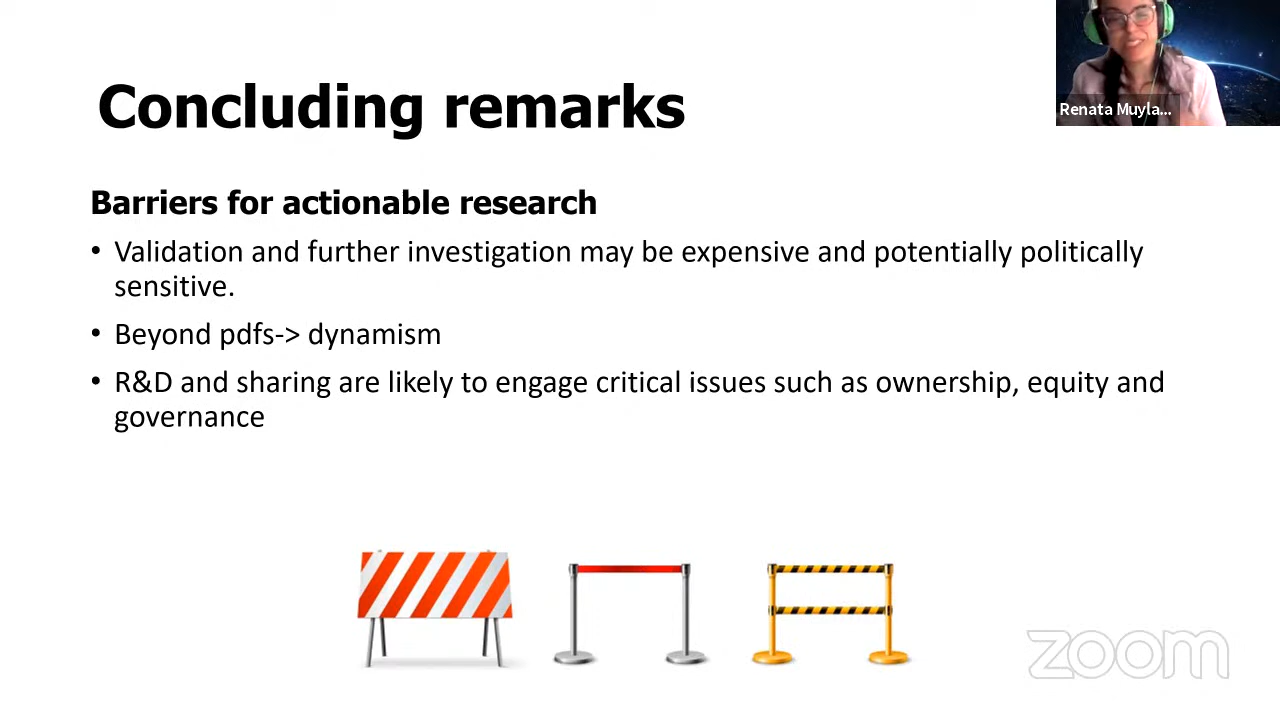 Concluding remarks
Renata Muyla...
Barriers for actionable research
• Validation and further investigation may be expensive and potentially politically
sensitive.
• Beyond pdfs-> dynamism
• R&D and sharing are likely to engage critical issues such as ownership, equity and
governance
zoom